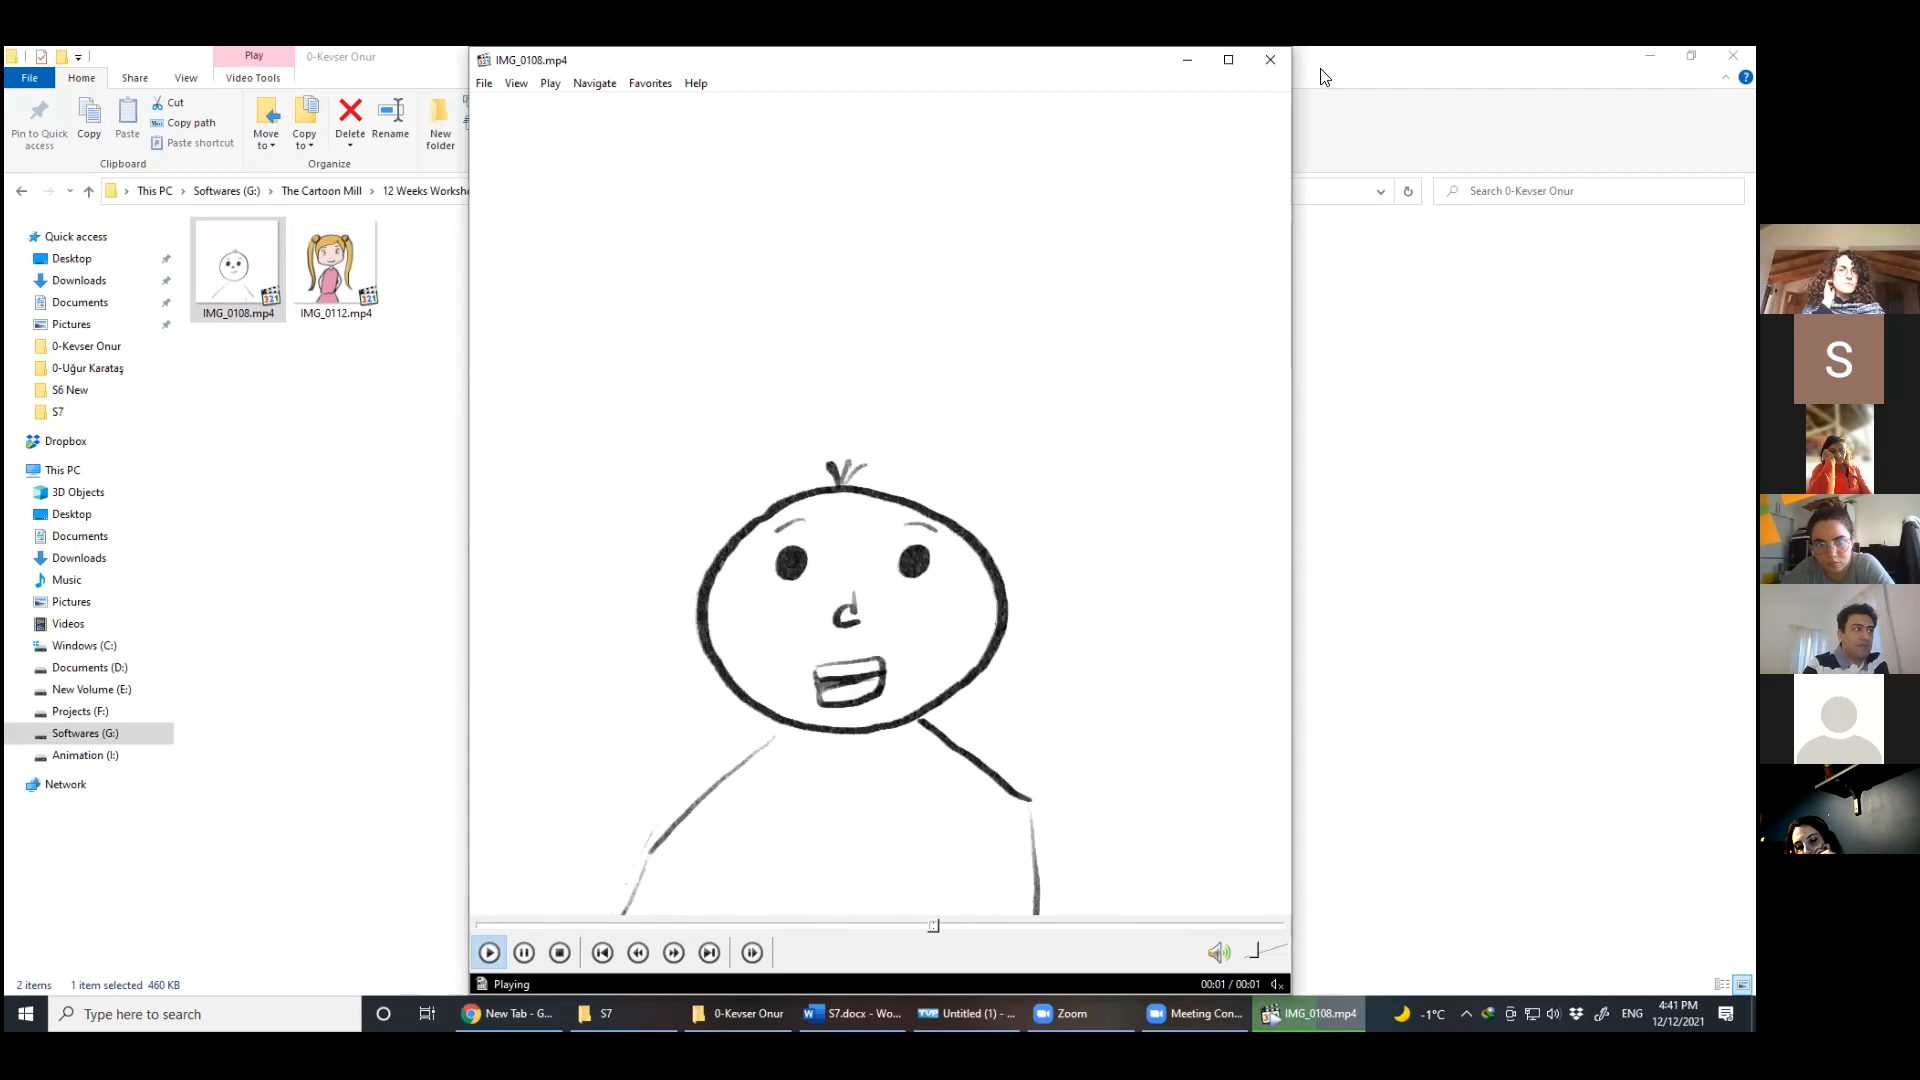 Play
0-Kevser Onur
File
Home
Share
View
Video Tools
Pin to Quick access
Copy
Paste
Cut
Copy path
Paste shortcut
Clipboard
Move to
Copy to
Delete
Rename
Organize
New folder
This PC
Softwares (G:)
The Cartoon Mill
12 Weeks Worksh
Search 0-Kevser Onur
Quick access
Desktop
Downloads
Documents
Pictures
0-Kevser Onur
0-Uğur Karataş
S6 New
S7
Dropbox
This PC
3D Objects
Desktop
Documents
Downloads
Music
Pictures
Videos
Windows (C:)
Documents (D:)
New Volume (E:)
Projects (F:)
Softwares (G:)
Animation (I:)
Network
321
IMG_0108.mp4
321
IMG_0112.mp4
2 items
1 item selected 460 KB
IMG_0108.mp4
File View Play Navigate Favorites Help
Playing
00:01 / 00:01
S
Type here to search
New Tab - G...
S7
0-Kevser Onur
S7.docx - Wo...
TVP Untitled (1) - ...
Zoom
Meeting Con...
IMG_0108.mp4
-1°C
ENG
4:41 PM
12/12/2021